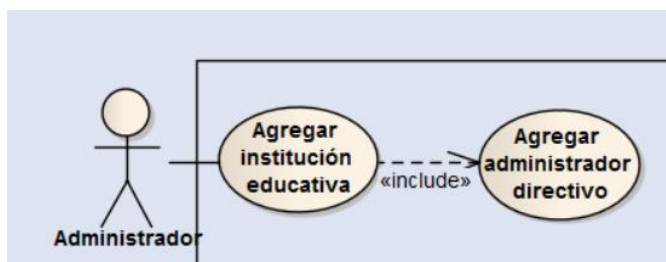 Agregar
institución
educativa
«include»
Agregar
administrador
directivo
Administrador